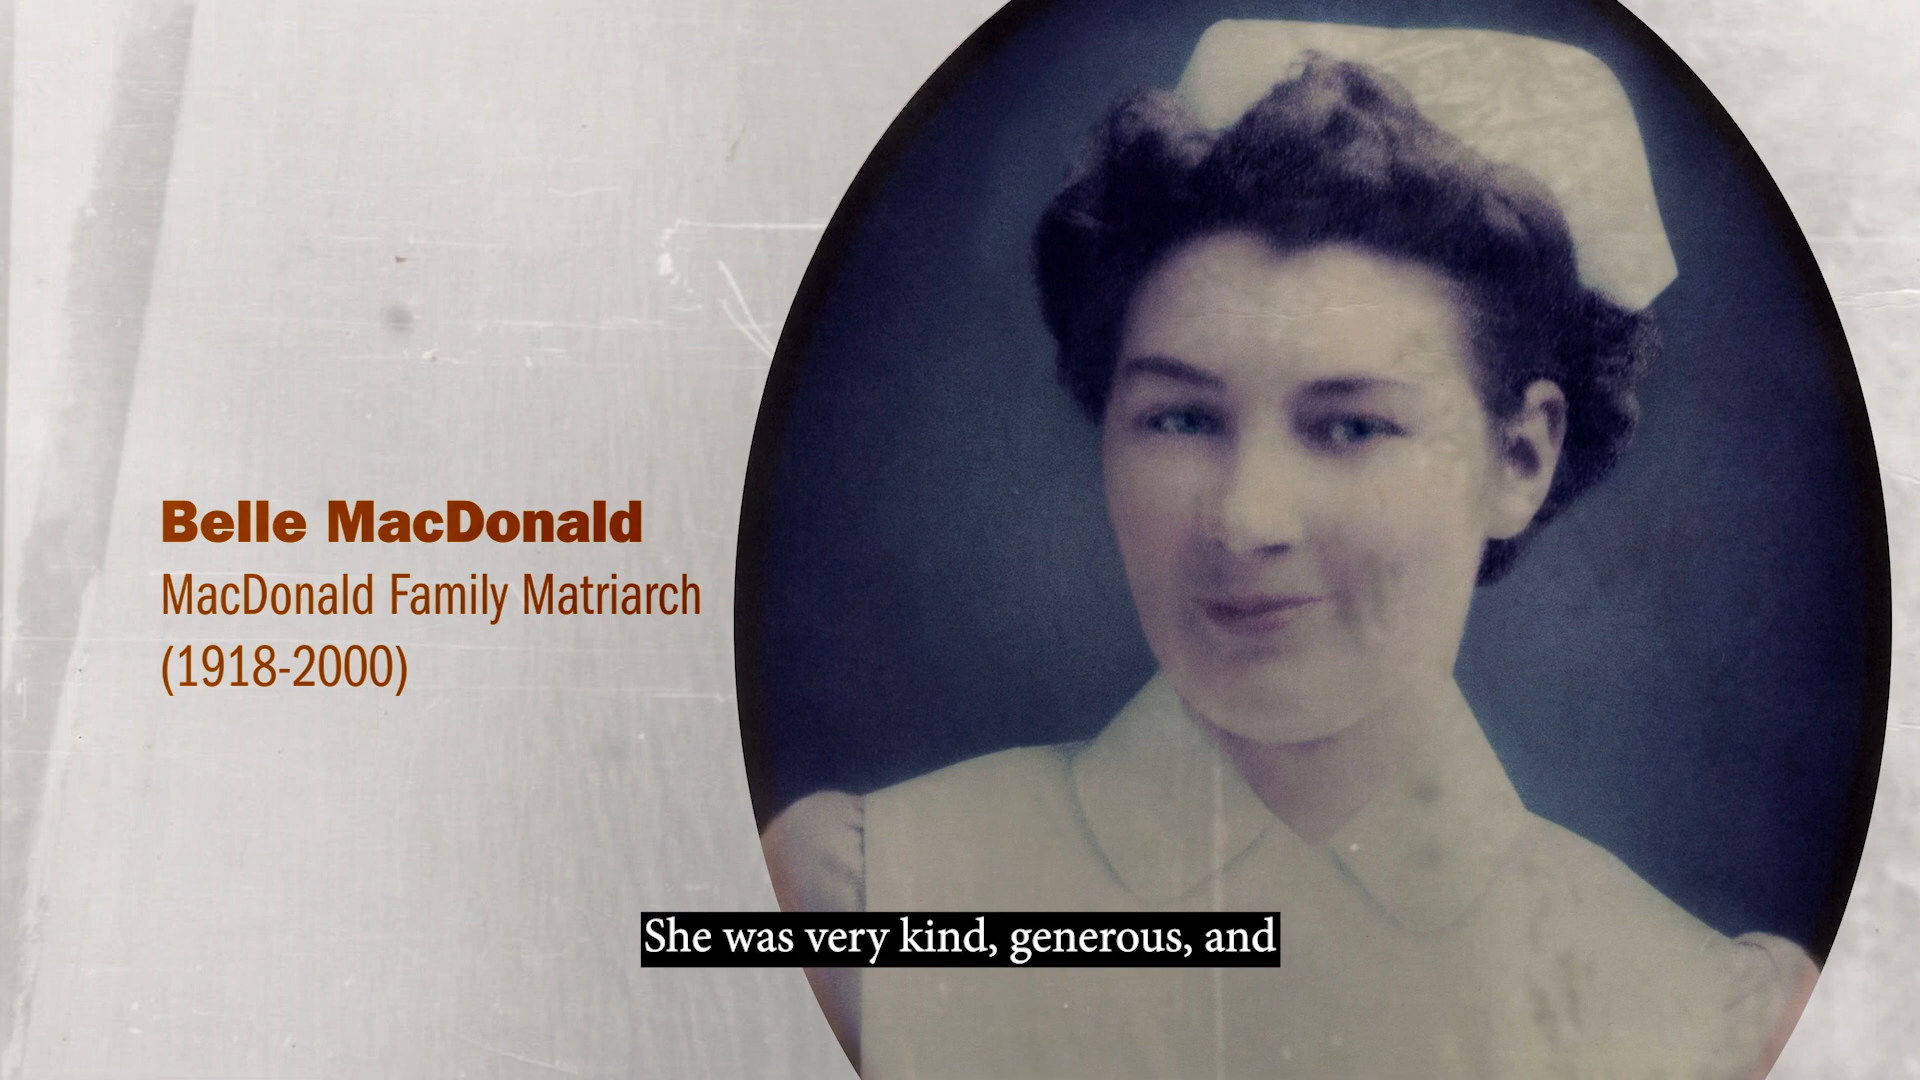 Belle MacDonald
MacDonald Family Matriarch
(1918-2000)
She was very kind, generous, and